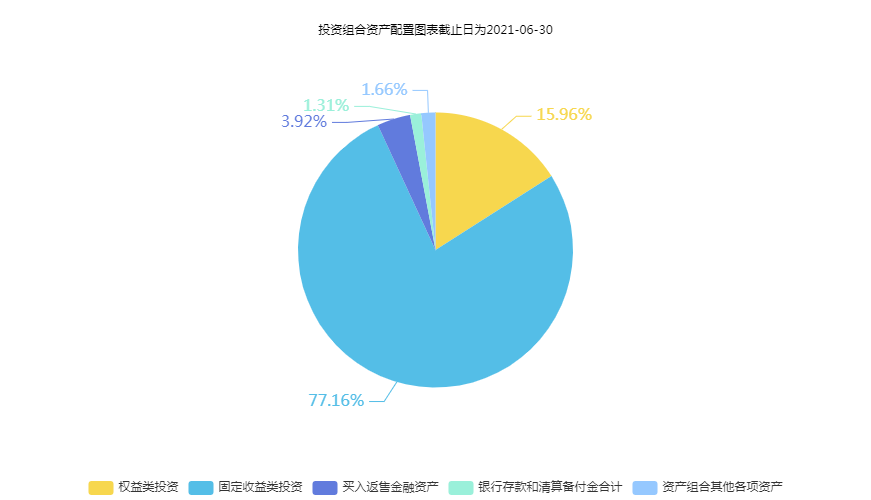 投资组合资产配置图表截止日为2021-06-30
1.66%
1.31%
15.96%
3.92%
77.16%
权益类投资 固定收益类投资 买入返售金融资产 银行存款和清算备付金合计 资产组合其他各项资产